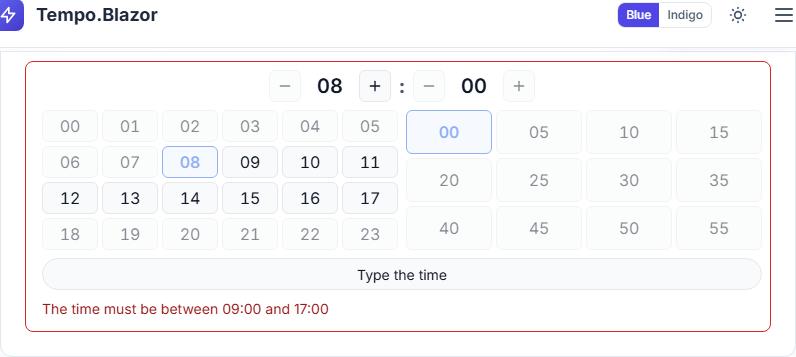 Tempo.Blazor
Blue Indigo
− 08 + : − 00 +
00 01 02 03 04 05
06 07 08 09 10 11
12 13 14 15 16 17
18 19 20 21 22 23
00 05 10 15
20 25 30 35
40 45 50 55
Type the time
The time must be between 09:00 and 17:00